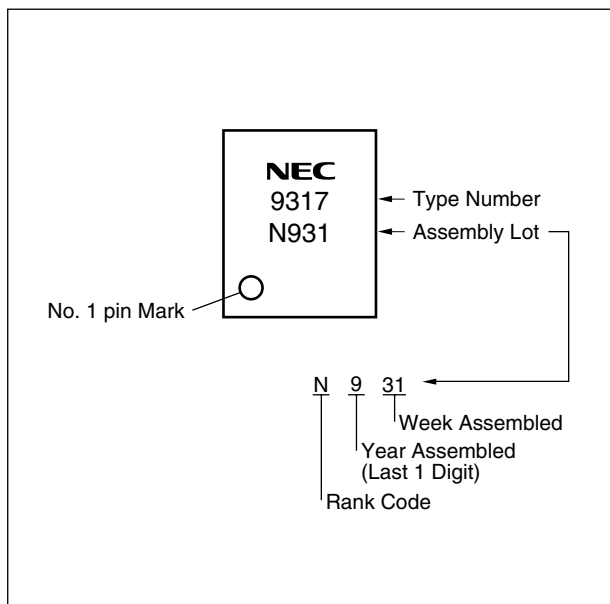 NEC
9317
N931
Type Number
Assembly Lot
No. 1 pin Mark
N 9 31
Week Assembled
Year Assembled
(Last 1 Digit)
Rank Code